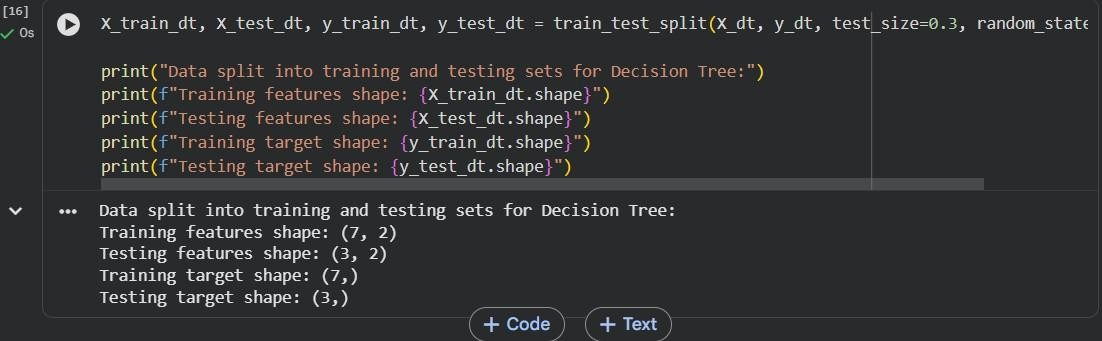 [16]
0s
X_train_dt, X_test_dt, y_train_dt, y_test_dt = train_test_split(X_dt, y_dt, test_size=0.3, random_state
print("Data split into training and testing sets for Decision Tree:")
print(f"Training features shape: {X_train_dt.shape}")
print(f"Testing features shape: {X_test_dt.shape}")
print(f"Training target shape: {y_train_dt.shape}")
print(f"Testing target shape: {y_test_dt.shape}")
Data split into training and testing sets for Decision Tree:
Training features shape: (7, 2)
Testing features shape: (3, 2)
Training target shape: (7,)
Testing target shape: (3,)
+ Code + Text